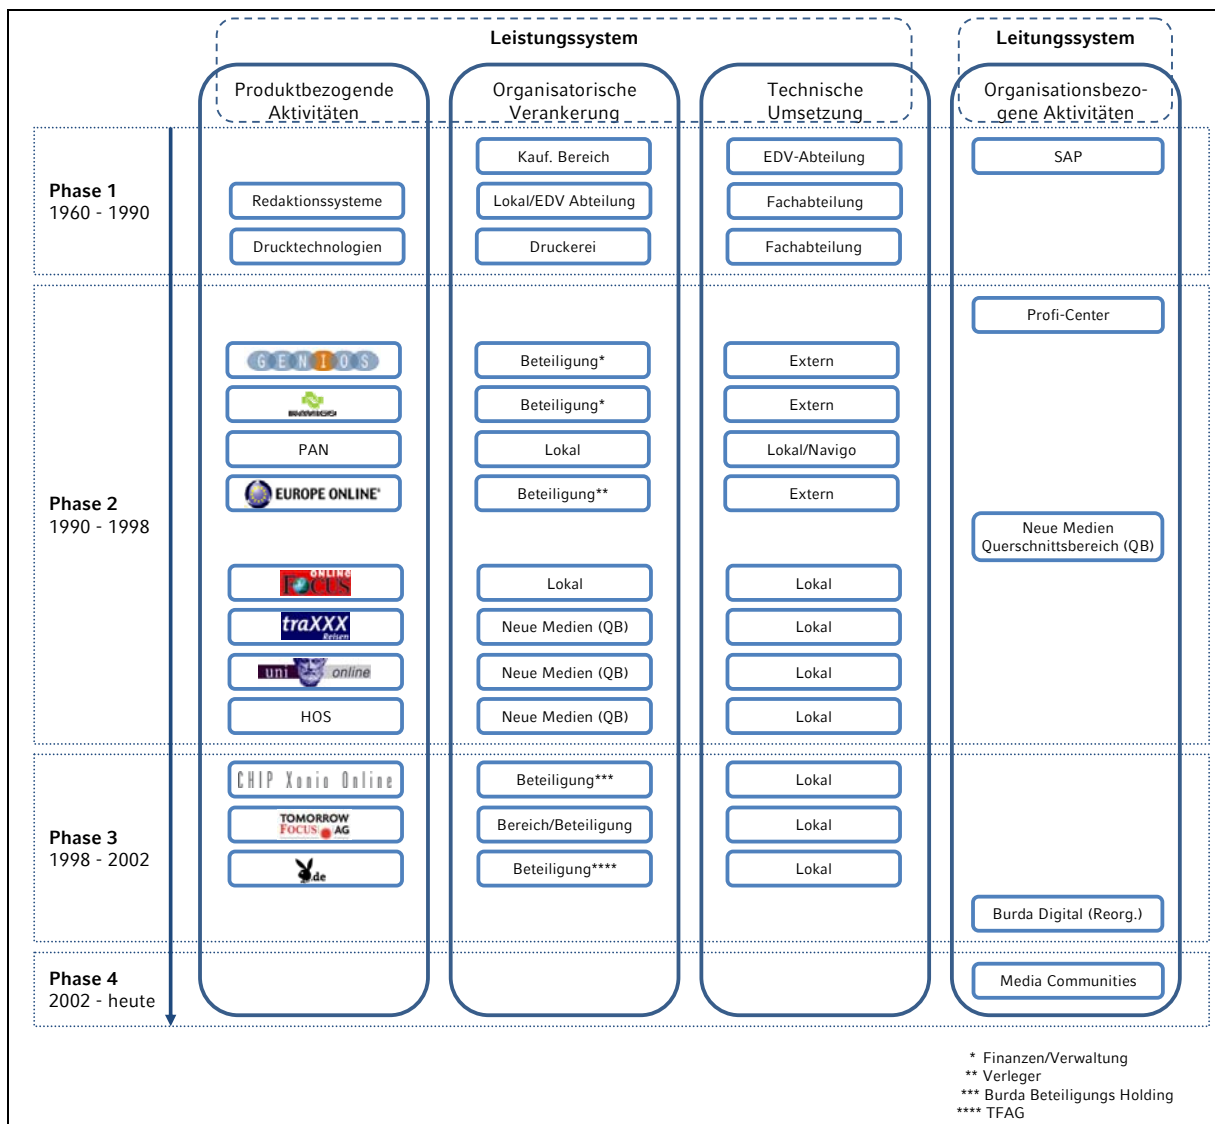 Leistungssystem
Leitungssystem
Produktbezogende
Aktivitäten
Organisatorische
Verankerung
Technische
Umsetzung
Organisationsbezo-
gene Aktivitäten
Phase 1
1960 - 1990
Kauf. Bereich
EDV-Abteilung
SAP
Redaktionssysteme
Lokal/EDV Abteilung
Fachabteilung
Drucktechnologien
Druckerei
Fachabteilung
Phase 2
1990 - 1998
Profi-Center
GENIOS
Beteiligung*
Extern
Beteiligung*
Extern
PAN
Lokal
Lokal/Navigo
EUROPE ONLINE
Beteiligung**
Extern
Neue Medien
Querschnittsbereich (QB)
ONLINE
FOCUS
Lokal
Lokal
traXXX
Reisen
Neue Medien (QB)
Lokal
uni online
Neue Medien (QB)
Lokal
HOS
Neue Medien (QB)
Lokal
Phase 3
1998 - 2002
CHIP Xonio Online
Beteiligung***
Lokal
TOMORROW
FOCUS AG
Bereich/Beteiligung
Lokal
.de
Beteiligung****
Lokal
Burda Digital (Reorg.)
Phase 4
2002 - heute
Media Communities
* Finanzen/Verwaltung
** Verleger
*** Burda Beteiligungs Holding
**** TFAG